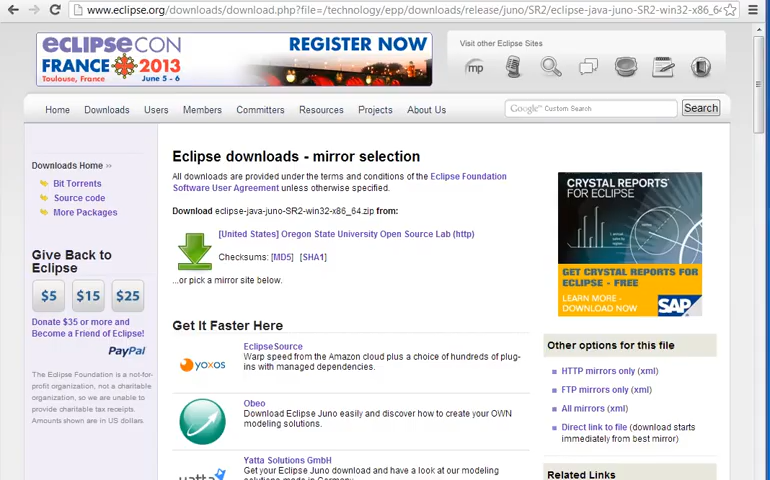 www.eclipse.org/downloads/download.php?file=/technology/epp/downloads/release/juno/SR2/eclipse-java-juno-SR2-win32-x86_64
eclipseCON
FRANCE 2013
Toulouse, France June 5 - 6
REGISTER NOW
Visit other Eclipse Sites
mp
Home Downloads Users Members Committers Resources Projects About Us
Google™ Custom Search
Search
Downloads Home »
Bit Torrents
Source code
More Packages
Give Back to
Eclipse
$5 $15 $25
Donate $35 or more and
Become a Friend of Eclipse!
PayPal
The Eclipse Foundation is a not-for-
profit organization, not a charitable
organization, so we are unable to
provide charitable tax receipts.
Amounts shown are in US dollars.
Eclipse downloads - mirror selection
All downloads are provided under the terms and conditions of the Eclipse Foundation
Software User Agreement unless otherwise specified.
Download eclipse-java-juno-SR2-win32-x86_64.zip from:
[United States] Oregon State University Open Source Lab (http)
Checksums: [MD5] [SHA1]
...or pick a mirror site below.
Get It Faster Here
EclipseSource
yoxos
Warp speed from the Amazon cloud plus a choice of hundreds of plug-
ins with managed dependencies.
Obeo
Download Eclipse Juno easily and discover how to create your OWN
modeling solutions.
Yatta Solutions GmbH
yatta
Get your Eclipse Juno download and have a look at our modeling
solutions made in Germany
CRYSTAL REPORTS®
FOR ECLIPSE
GET CRYSTAL REPORTS FOR
ECLIPSE - FREE
LEARN MORE -
DOWNLOAD NOW
SAP
Other options for this file
HTTP mirrors only (xml)
FTP mirrors only (xml)
All mirrors (xml)
Direct link to file (download starts
immediately from best mirror)
Related Links